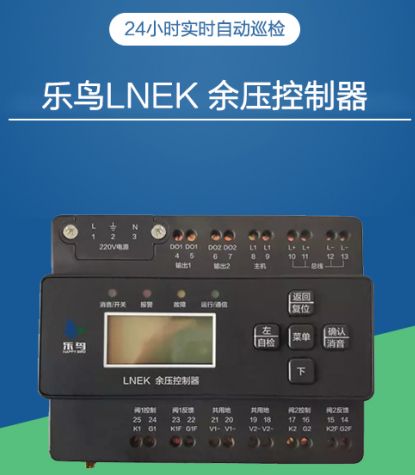 24小时实时自动巡检
乐鸟LNEK 余压控制器
L ⏚ N DO1 DO1 DO2 DO2 L1 L1 L+ L+ L- L-
1 2 3 4 5 6 7 8 9 10 11 12 13
220V电源 输出1 输出2 主机 总线
消音/开关 报警 故障 运行/通信
返回
复位
左
自检
菜单
确认
消音
下
乐鸟
HAPPY BIRD
LNEK 余压控制器
阀1控制 阀1反馈 共用地 共用地 阀2控制 阀2反馈
25 24 23 22 21 20 19 18 17 16 15 14
K1 G1 K1F G1F V1- V1- V2- V2- K2 G2 K2F G2F